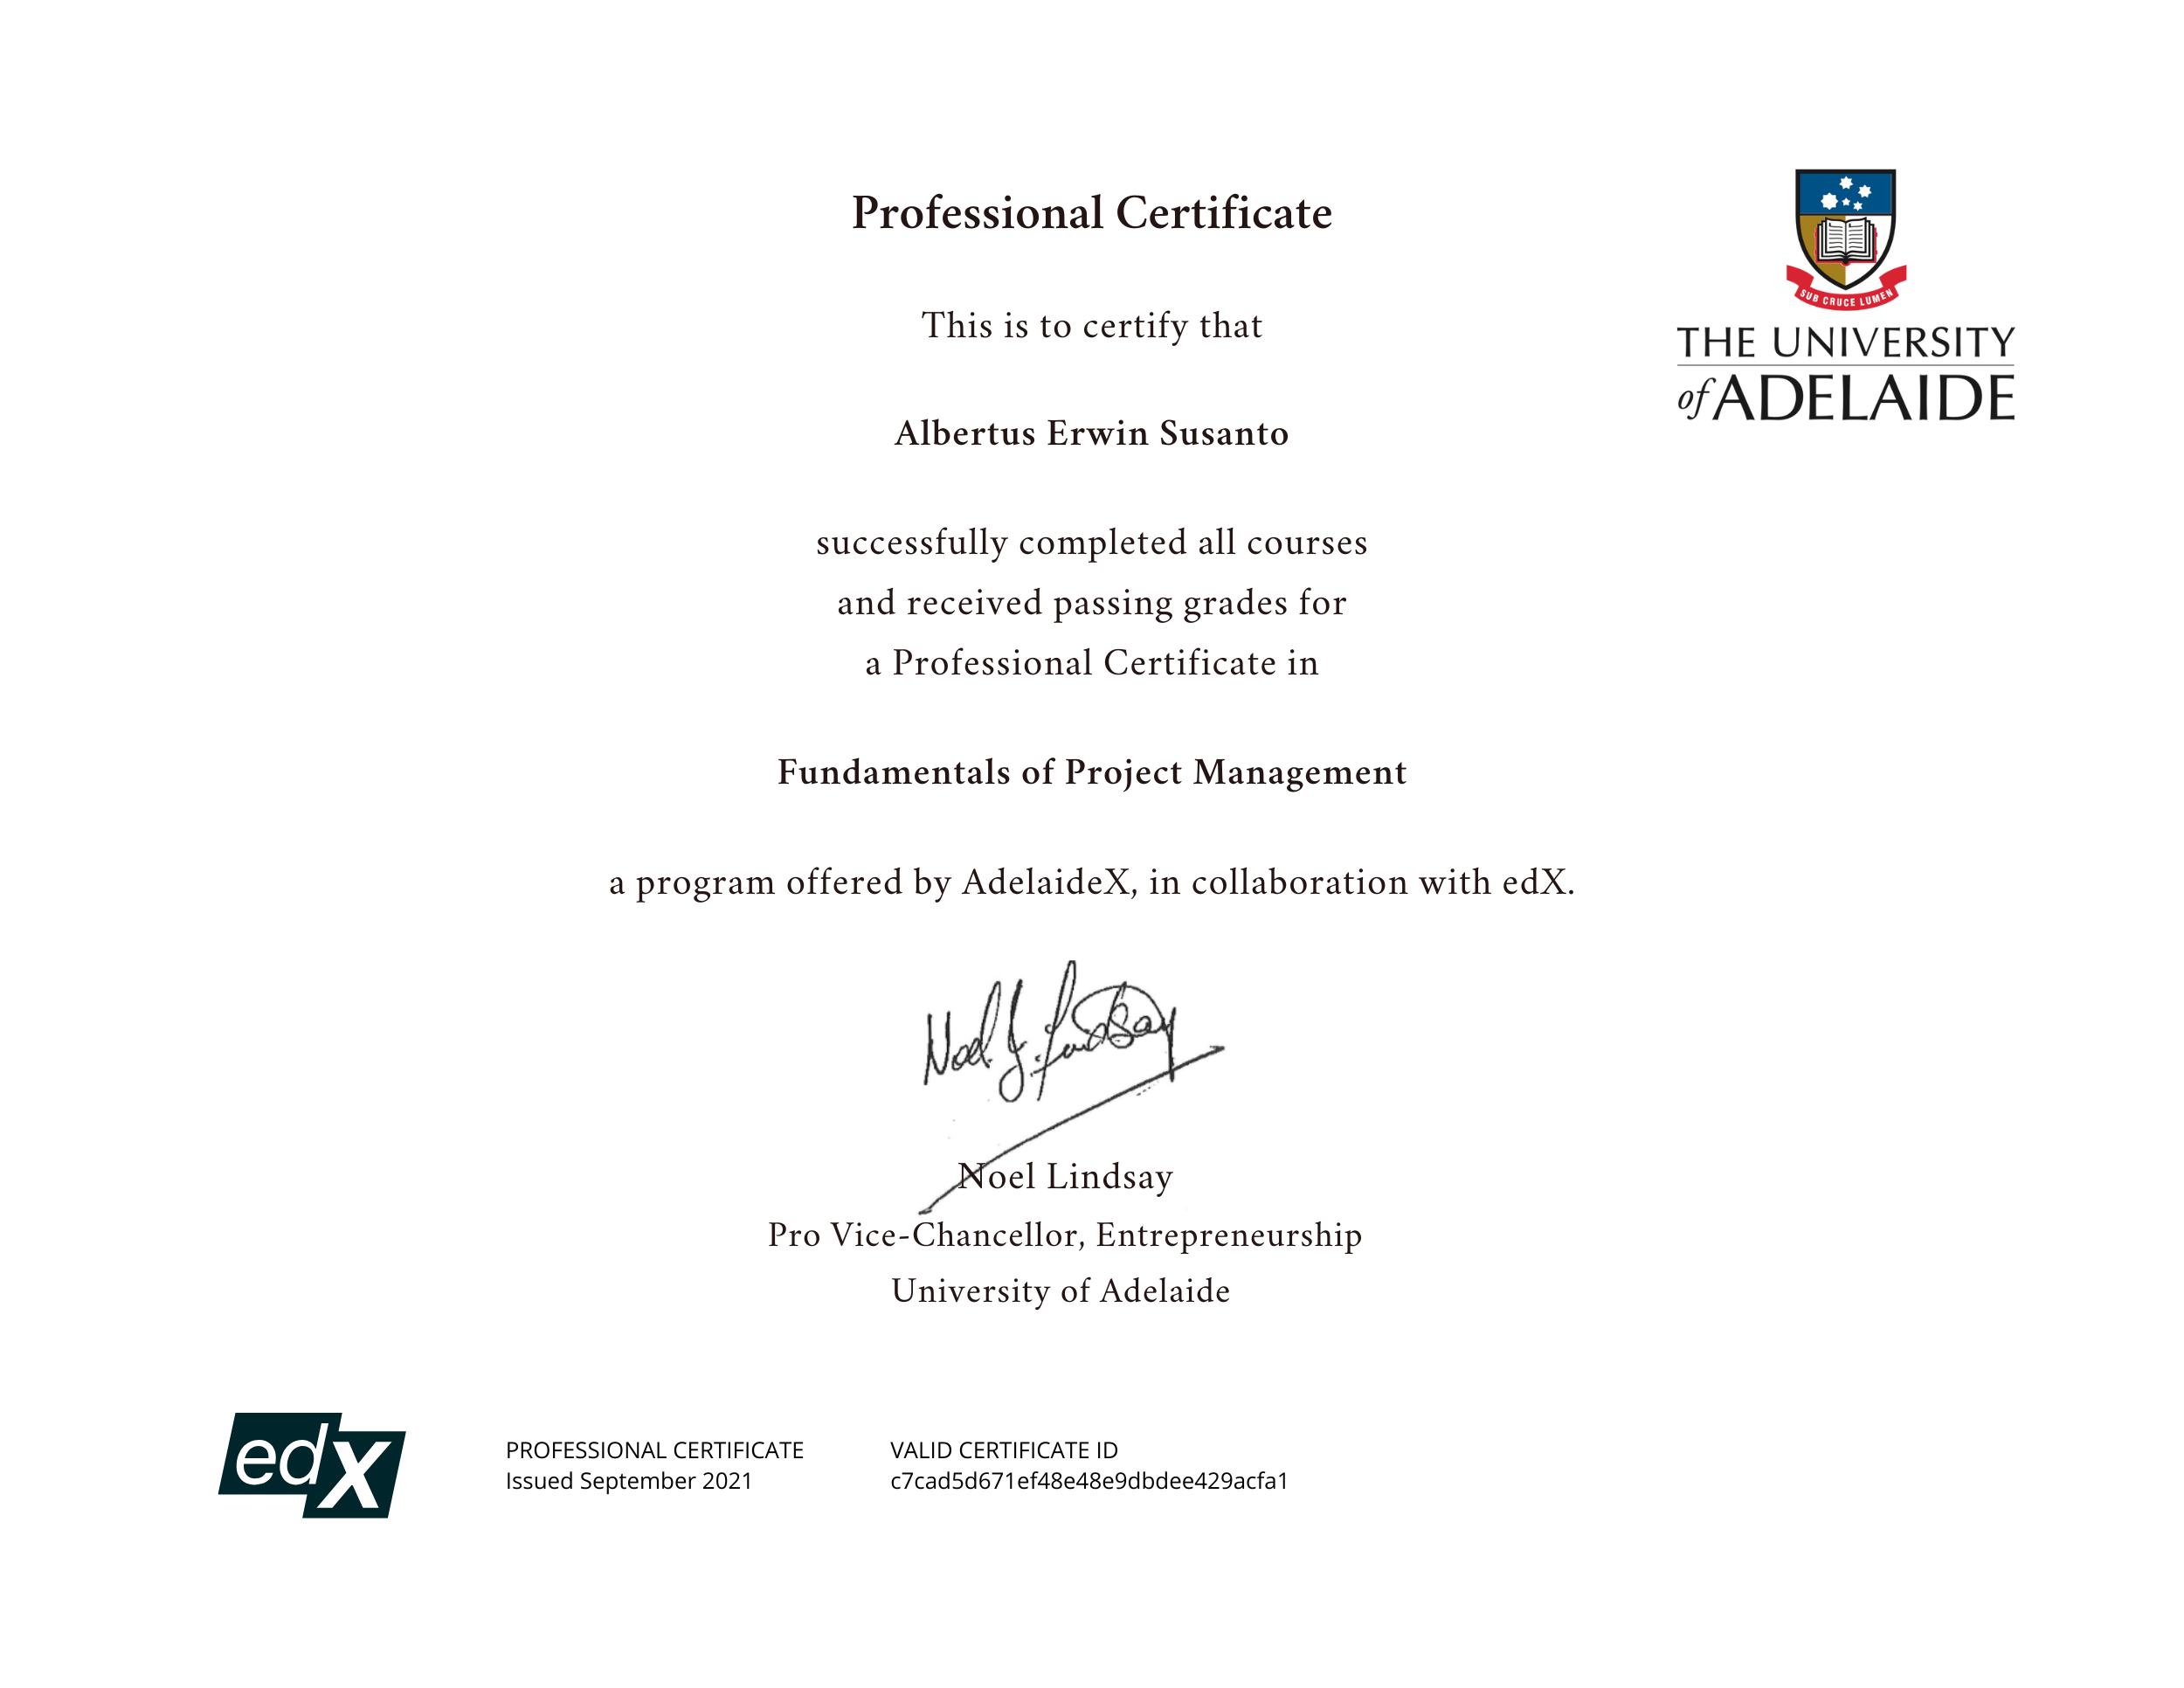 Professional Certificate
This is to certify that
Albertus Erwin Susanto
successfully completed all courses
and received passing grades for
a Professional Certificate in
Fundamentals of Project Management
a program offered by AdelaideX, in collaboration with edX.
SUB CRUCE LUMEN
THE UNIVERSITY
of ADELAIDE
Noel J. Lindsay
Noel Lindsay
Pro Vice-Chancellor, Entrepreneurship
University of Adelaide
edX
PROFESSIONAL CERTIFICATE
Issued September 2021
VALID CERTIFICATE ID
c7cad5d671ef48e48e9dbdee429acfa1